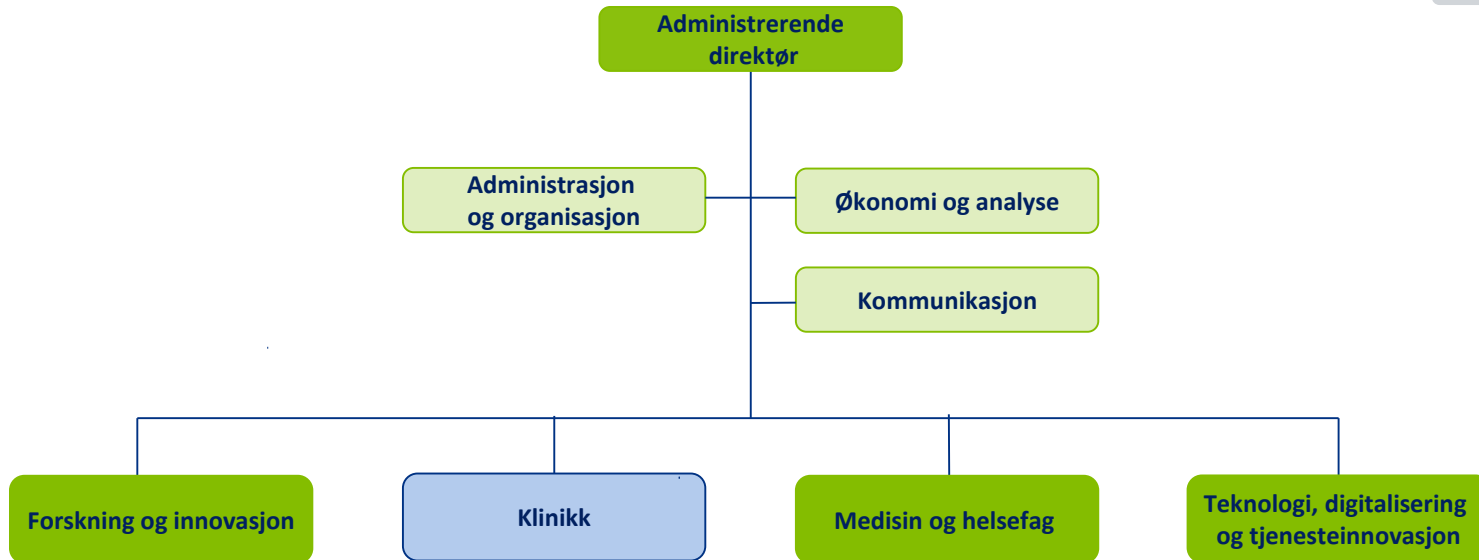 Administrerende
direktør
Administrasjon
og organisasjon
Økonomi og analyse
Kommunikasjon
Forskning og innovasjon
Klinikk
Medisin og helsefag
Teknologi, digitalisering
og tjenesteinnovasjon